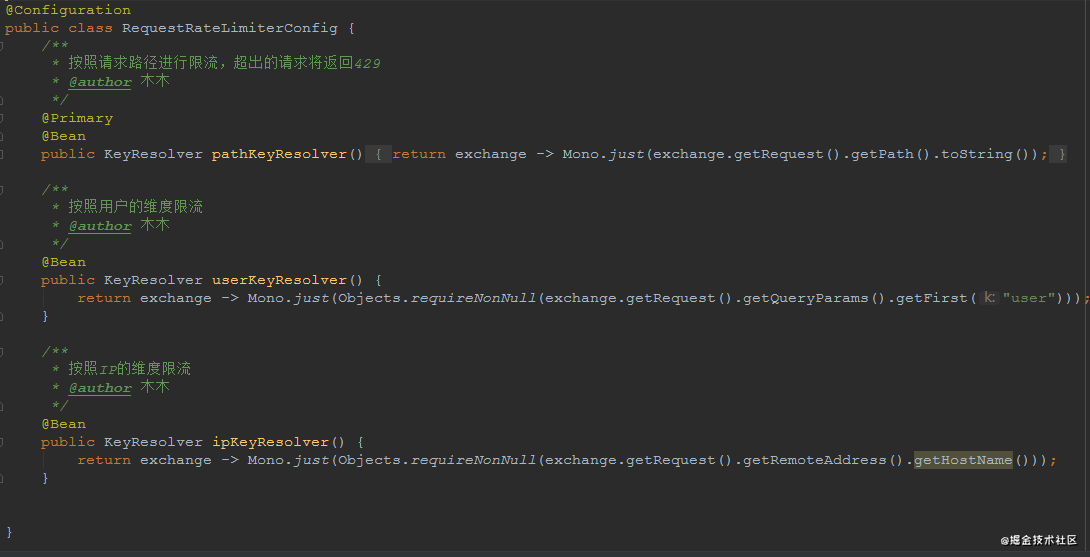 @Configuration
public class RequestRateLimiterConfig {
    /**
     * 按照请求路径进行限流，超出的请求将返回429
     * @author 木木
     */
    @Primary
    @Bean
    public KeyResolver pathKeyResolver() { return exchange -> Mono.just(exchange.getRequest().getPath().toString()); }
    /**
     * 按照用户的维度限流
     * @author 木木
     */
    @Bean
    public KeyResolver userKeyResolver() {
        return exchange -> Mono.just(Objects.requireNonNull(exchange.getRequest().getQueryParams().getFirst( k: "user")));
    }
    /**
     * 按照IP的维度限流
     * @author 木木
     */
    @Bean
    public KeyResolver ipKeyResolver() {
        return exchange -> Mono.just(Objects.requireNonNull(exchange.getRequest().getRemoteAddress().getHostName()));
    }
}
@掘金技术社区